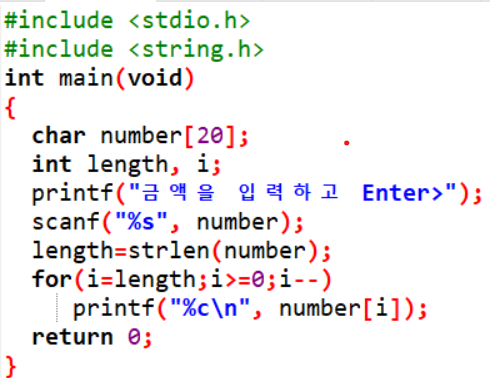 #include <stdio.h>
#include <string.h>
int main(void)
{
  char number[20];
  int length, i;
  printf("금액을 입력하고 Enter>");
  scanf("%s", number);
  length=strlen(number);
  for(i=length;i>=0;i--)
     printf("%c\n", number[i]);
  return 0;
}